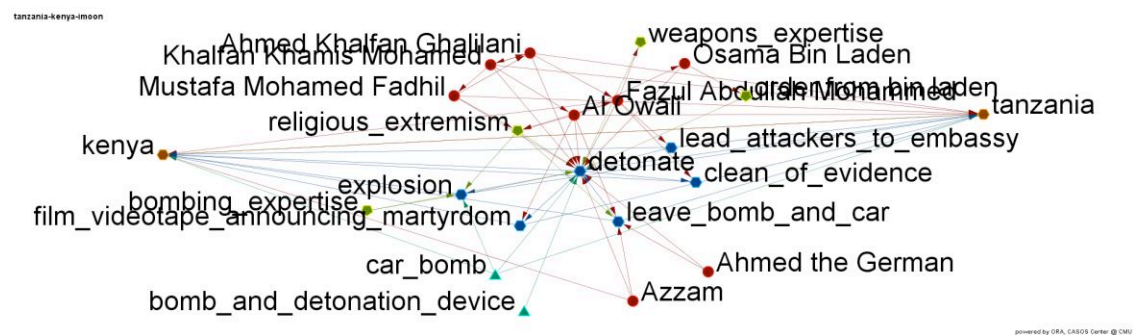 tanzania-kenya-imoon
weapons_expertise
Ahmed Khalfan Ghalilani
Khalfan Khamis Mohamed
Osama Bin Laden
Mustafa Mohamed Fadhil
order from bin laden
Fazul Abdullah Mohammed
Al Owali
tanzania
religious_extremism
kenya
lead_attackers_to_embassy
detonate
clean_of_evidence
explosion
bombing_expertise
film_videotape_announcing_martyrdom
leave_bomb_and_car
car_bomb
Ahmed the German
Azzam
bomb_and_detonation_device
powered by ORA, CASOS Center @ CMU